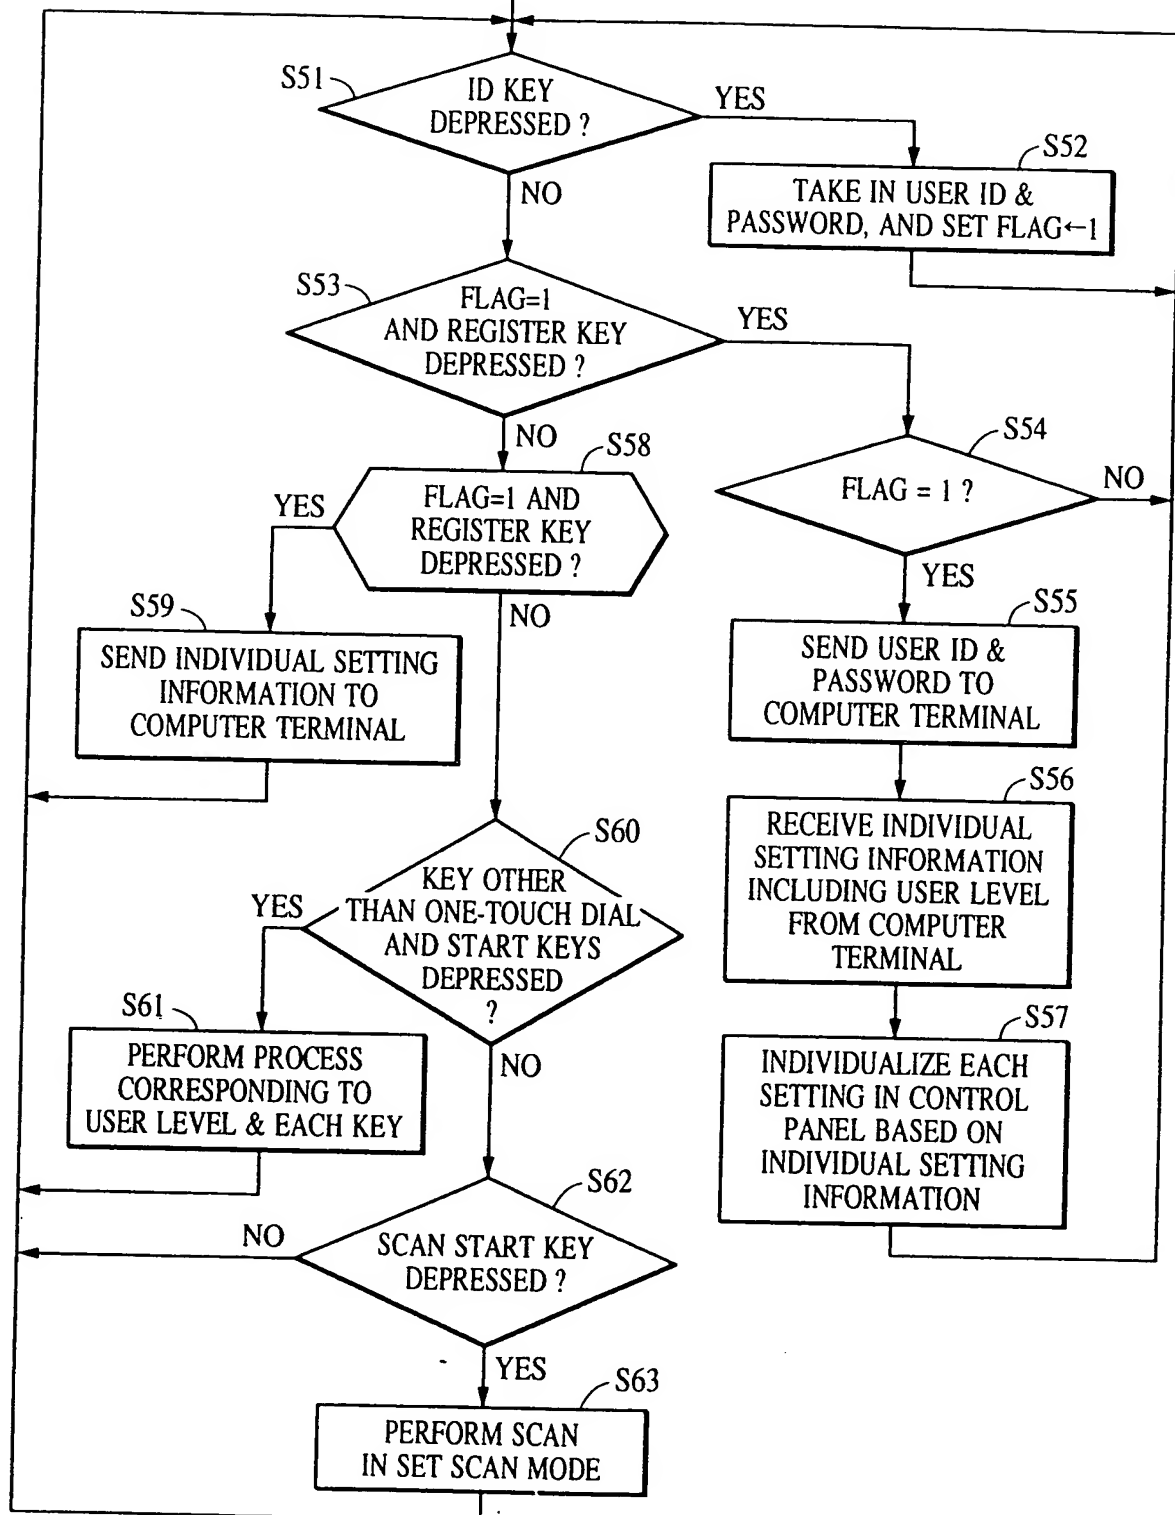 S51
ID KEY
DEPRESSED ?
YES
NO
S52
TAKE IN USER ID &
PASSWORD, AND SET FLAG←1
S53
FLAG=1
AND REGISTER KEY
DEPRESSED ?
YES
NO
S54
FLAG = 1 ?
NO
YES
S58
FLAG=1 AND
REGISTER KEY
DEPRESSED ?
YES
NO
S59
SEND INDIVIDUAL SETTING
INFORMATION TO
COMPUTER TERMINAL
S55
SEND USER ID &
PASSWORD TO
COMPUTER TERMINAL
S56
RECEIVE INDIVIDUAL
SETTING INFORMATION
INCLUDING USER LEVEL
FROM COMPUTER
TERMINAL
S60
KEY OTHER
THAN ONE-TOUCH DIAL
AND START KEYS
DEPRESSED
?
YES
NO
S61
PERFORM PROCESS
CORRESPONDING TO
USER LEVEL & EACH KEY
S57
INDIVIDUALIZE EACH
SETTING IN CONTROL
PANEL BASED ON
INDIVIDUAL SETTING
INFORMATION
S62
SCAN START KEY
DEPRESSED ?
NO
YES
S63
PERFORM SCAN
IN SET SCAN MODE